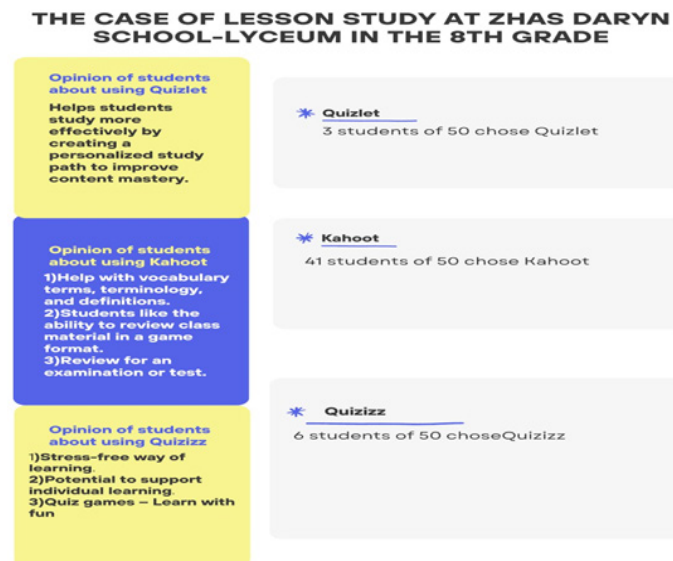 THE CASE OF LESSON STUDY AT ZHAS DARYN
SCHOOL-LYCEUM IN THE 8TH GRADE
Opinion of students
about using Quizlet
Helps students
study more
effectively by
creating a
personalized study
path to improve
content mastery.
Quizlet
3 students of 50 chose Quizlet
Opinion of students
about using Kahoot
1)Help with vocabulary
terms, terminology,
and definitions.
2)Students like the
ability to review class
material in a game
format.
3)Review for an
examination or test.
Kahoot
41 students of 50 chose Kahoot
Opinion of students
about using Quizizz
1)Stress-free way of
learning.
2)Potential to support
individual learning.
3)Quiz games – Learn with
fun
Quizizz
6 students of 50 choseQuizizz